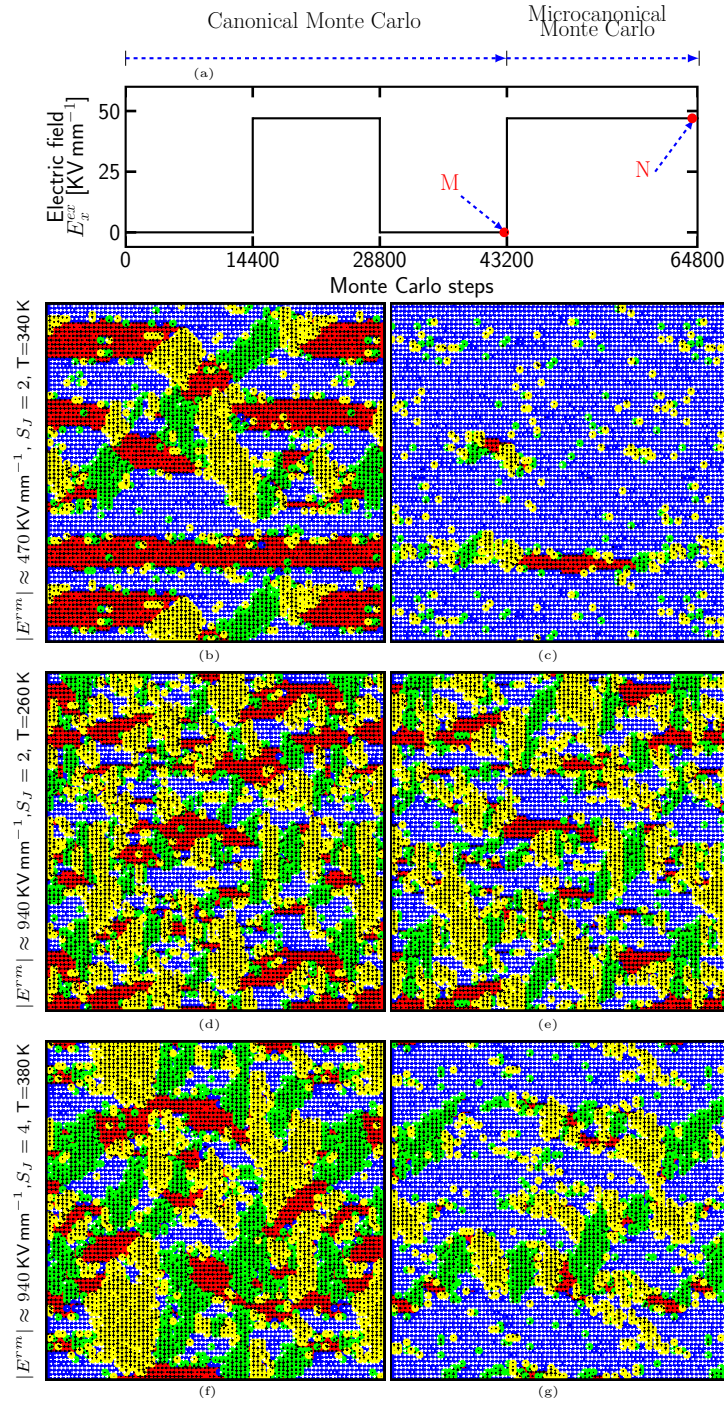 Canonical Monte Carlo
Microcanonical
Monte Carlo
(a)
Electric field
E_x^{ex} [KV mm⁻¹]
50
25
0
M
N
0 14400 28800 43200 64800
Monte Carlo steps
|E^{rm}| ≈ 470 KV mm⁻¹, S_J = 2, T=340 K
(b) (c)
|E^{rm}| ≈ 940 KV mm⁻¹,S_J = 2, T=260 K
(d) (e)
|E^{rm}| ≈ 940 KV mm⁻¹,S_J = 4, T=380 K
(f) (g)